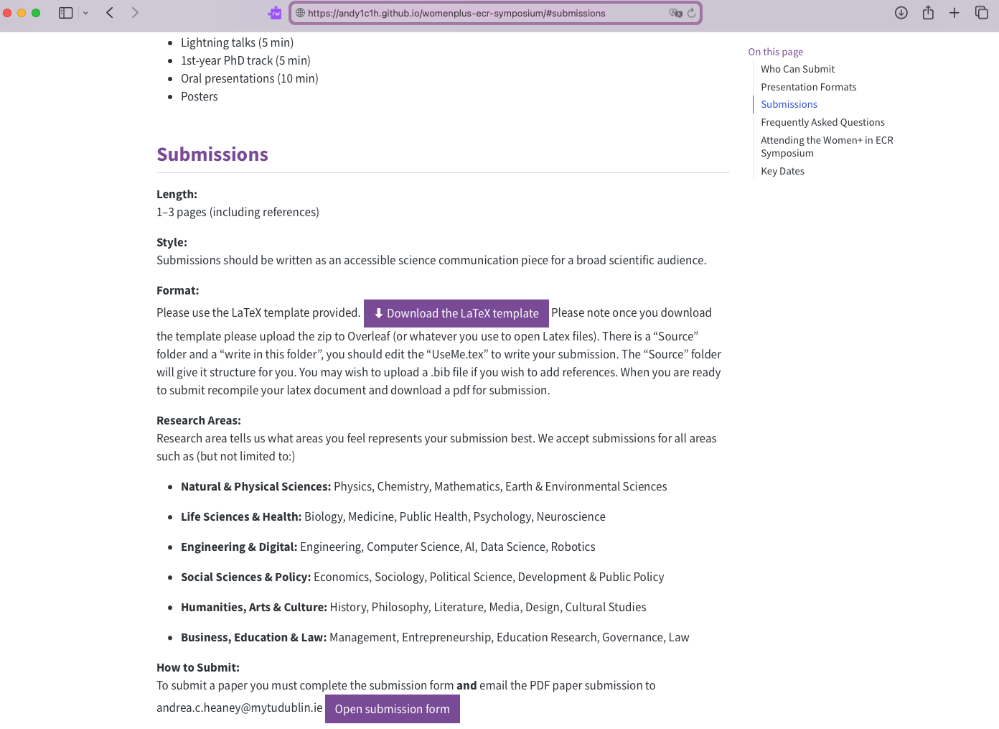 https://andy1c1h.github.io/womenplus-ecr-symposium/#submissions
Lightning talks (5 min)
1st-year PhD track (5 min)
Oral presentations (10 min)
Posters
Submissions
Length:
1–3 pages (including references)
Style:
Submissions should be written as an accessible science communication piece for a broad scientific audience.
Format:
Please use the LaTeX template provided. Download the LaTeX template Please note once you download
the template please upload the zip to Overleaf (or whatever you use to open Latex files). There is a “Source”
folder and a “write in this folder”, you should edit the “UseMe.tex” to write your submission. The “Source” folder
will give it structure for you. You may wish to upload a .bib file if you wish to add references. When you are ready
to submit recompile your latex document and download a pdf for submission.
Research Areas:
Research area tells us what areas you feel represents your submission best. We accept submissions for all areas
such as (but not limited to:)
Natural & Physical Sciences: Physics, Chemistry, Mathematics, Earth & Environmental Sciences
Life Sciences & Health: Biology, Medicine, Public Health, Psychology, Neuroscience
Engineering & Digital: Engineering, Computer Science, AI, Data Science, Robotics
Social Sciences & Policy: Economics, Sociology, Political Science, Development & Public Policy
Humanities, Arts & Culture: History, Philosophy, Literature, Media, Design, Cultural Studies
Business, Education & Law: Management, Entrepreneurship, Education Research, Governance, Law
How to Submit:
To submit a paper you must complete the submission form and email the PDF paper submission to
andrea.c.heaney@mytudublin.ie Open submission form
On this page
Who Can Submit
Presentation Formats
Submissions
Frequently Asked Questions
Attending the Women+ in ECR
Symposium
Key Dates